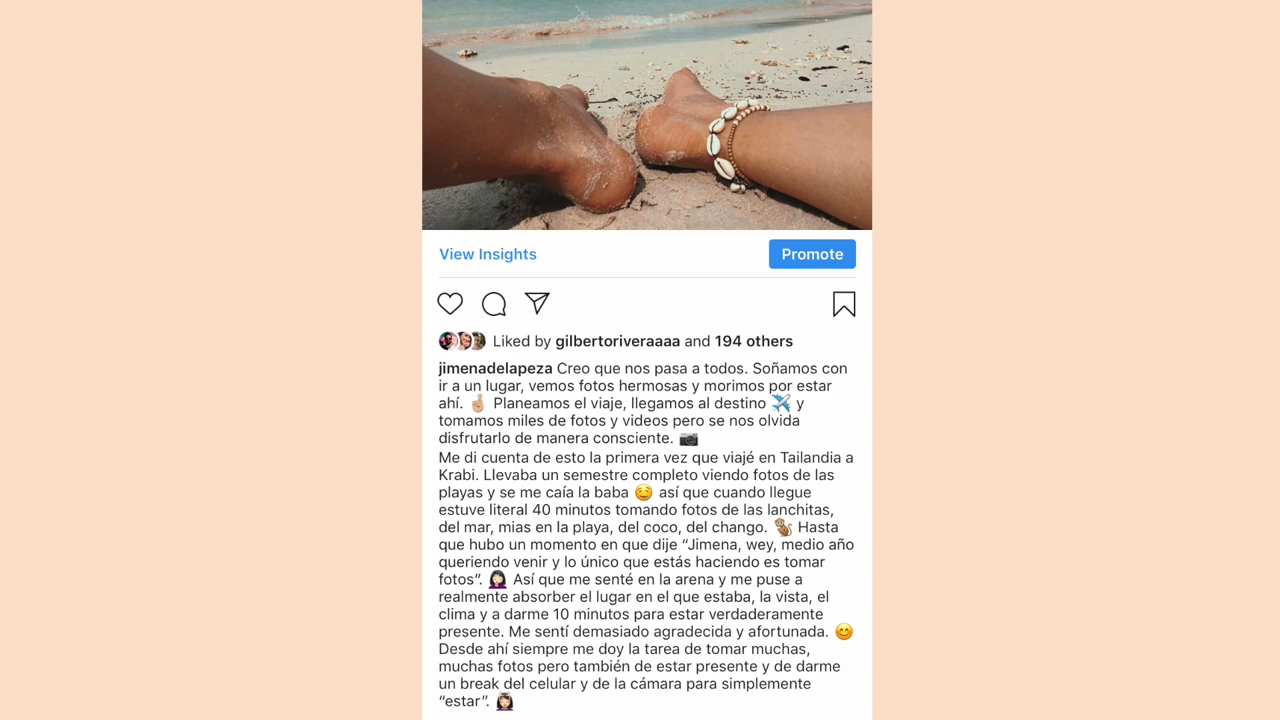 View Insights
Promote
Liked by gilbertoriveraaaa and 194 others
jimenadelapeza Creo que nos pasa a todos. Soñamos con
ir a un lugar, vemos fotos hermosas y morimos por estar
ahí. 🤞🏼 Planeamos el viaje, llegamos al destino ✈️ y
tomamos miles de fotos y videos pero se nos olvida
disfrutarlo de manera consciente. 📷
Me di cuenta de esto la primera vez que viajé en Tailandia a
Krabi. Llevaba un semestre completo viendo fotos de las
playas y se me caía la baba 🤤 así que cuando llegue
estuve literal 40 minutos tomando fotos de las lanchitas,
del mar, mias en la playa, del coco, del chango. 🐒 Hasta
que hubo un momento en que dije “Jimena, wey, medio año
queriendo venir y lo único que estás haciendo es tomar
fotos”. 🤦🏻‍♀️ Así que me senté en la arena y me puse a
realmente absorber el lugar en el que estaba, la vista, el
clima y a darme 10 minutos para estar verdaderamente
presente. Me sentí demasiado agradecida y afortunada. 😊
Desde ahí siempre me doy la tarea de tomar muchas,
muchas fotos pero también de estar presente y de darme
un break del celular y de la cámara para simplemente
“estar”. 💆🏻‍♀️